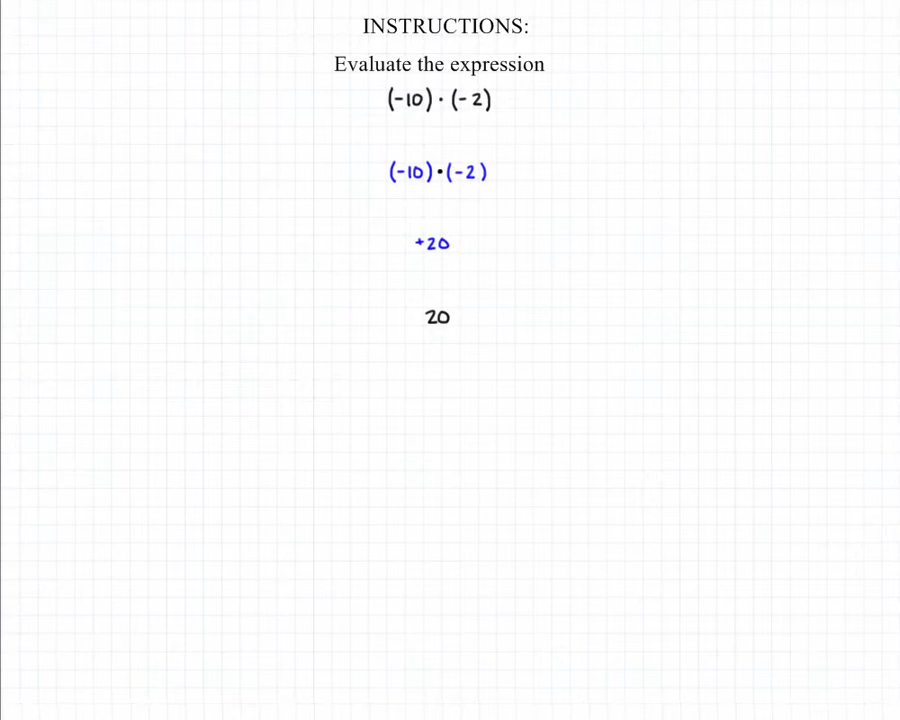 INSTRUCTIONS:
Evaluate the expression
(-10) · (-2)
(-10) · (-2)
+20
20